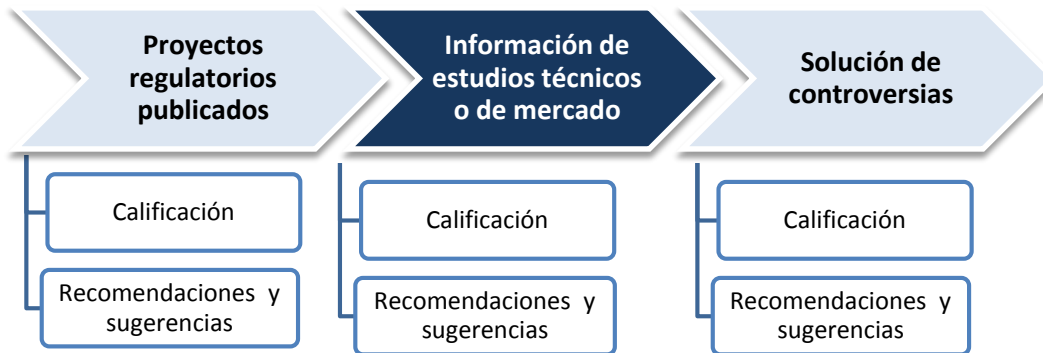 Proyectos
regulatorios
publicados
Calificación
Recomendaciones y
sugerencias
Información de
estudios técnicos
o de mercado
Calificación
Recomendaciones y
sugerencias
Solución de
controversias
Calificación
Recomendaciones y
sugerencias